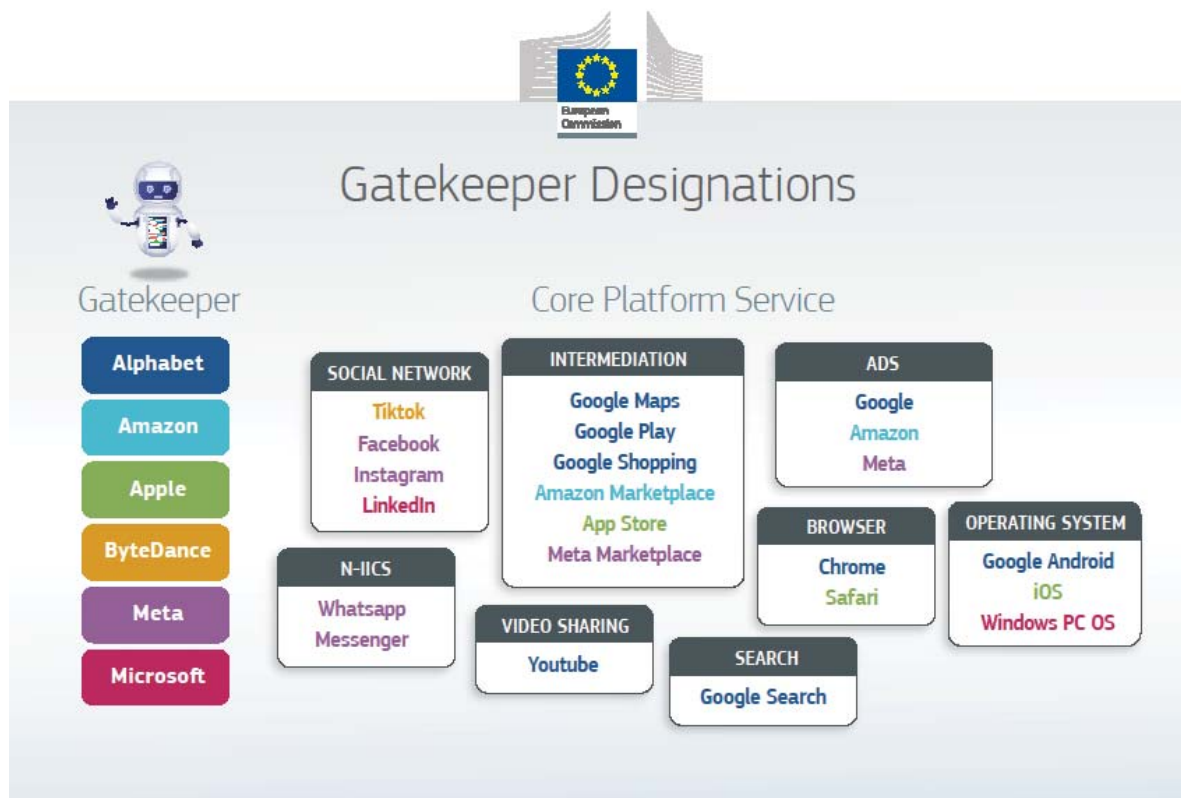 European
Commission
Gatekeeper Designations
Gatekeeper
Alphabet
Amazon
Apple
ByteDance
Meta
Microsoft
Core Platform Service
SOCIAL NETWORK
Tiktok
Facebook
Instagram
LinkedIn
INTERMEDIATION
Google Maps
Google Play
Google Shopping
Amazon Marketplace
App Store
Meta Marketplace
ADS
Google
Amazon
Meta
N-IICS
Whatsapp
Messenger
VIDEO SHARING
Youtube
BROWSER
Chrome
Safari
OPERATING SYSTEM
Google Android
iOS
Windows PC OS
SEARCH
Google Search